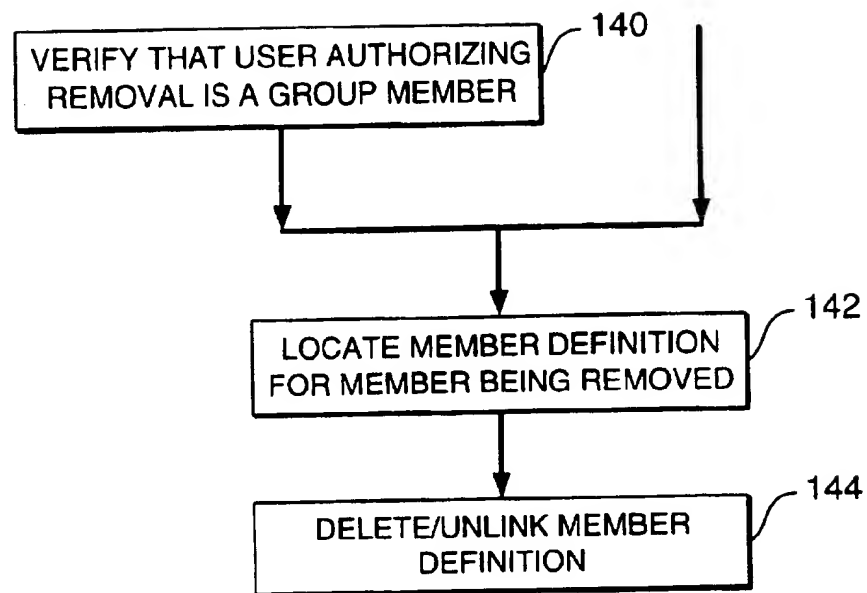 140
VERIFY THAT USER AUTHORIZING
REMOVAL IS A GROUP MEMBER
142
LOCATE MEMBER DEFINITION
FOR MEMBER BEING REMOVED
144
DELETE/UNLINK MEMBER
DEFINITION